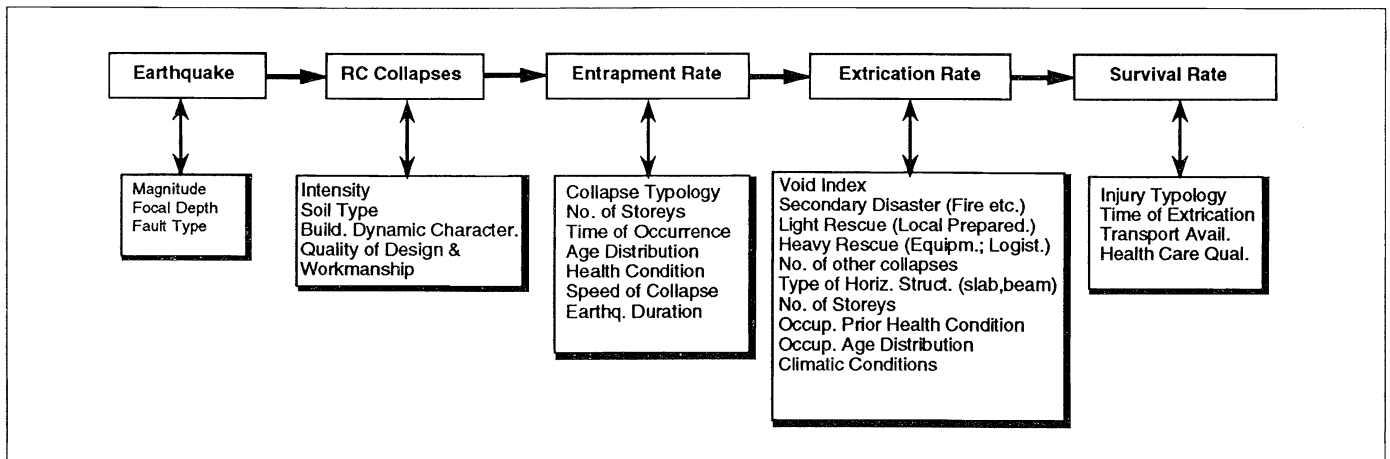 Earthquake
RC Collapses
Entrapment Rate
Extrication Rate
Survival Rate
Magnitude
Focal Depth
Fault Type
Intensity
Soil Type
Build. Dynamic Character.
Quality of Design &
Workmanship
Collapse Typology
No. of Storeys
Time of Occurrence
Age Distribution
Health Condition
Speed of Collapse
Earthq. Duration
Void Index
Secondary Disaster (Fire etc.)
Light Rescue (Local Prepared.)
Heavy Rescue (Equipm.; Logist.)
No. of other collapses
Type of Horiz. Struct. (slab,beam)
No. of Storeys
Occup. Prior Health Condition
Occup. Age Distribution
Climatic Conditions
Injury Typology
Time of Extrication
Transport Avail.
Health Care Qual.